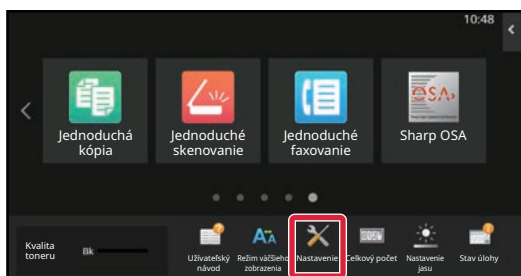 10:48
Jednoduchá
kópia
Jednoduché
skenovanie
Jednoduché
faxovanie
OSA
Sharp OSA
Kvalita
toneru
Bk
Užívateľský
návod
Režim väčšieho
zobrazenia
Nastavenie
Celkový počet
Nastavenie
jasu
Stav úlohy